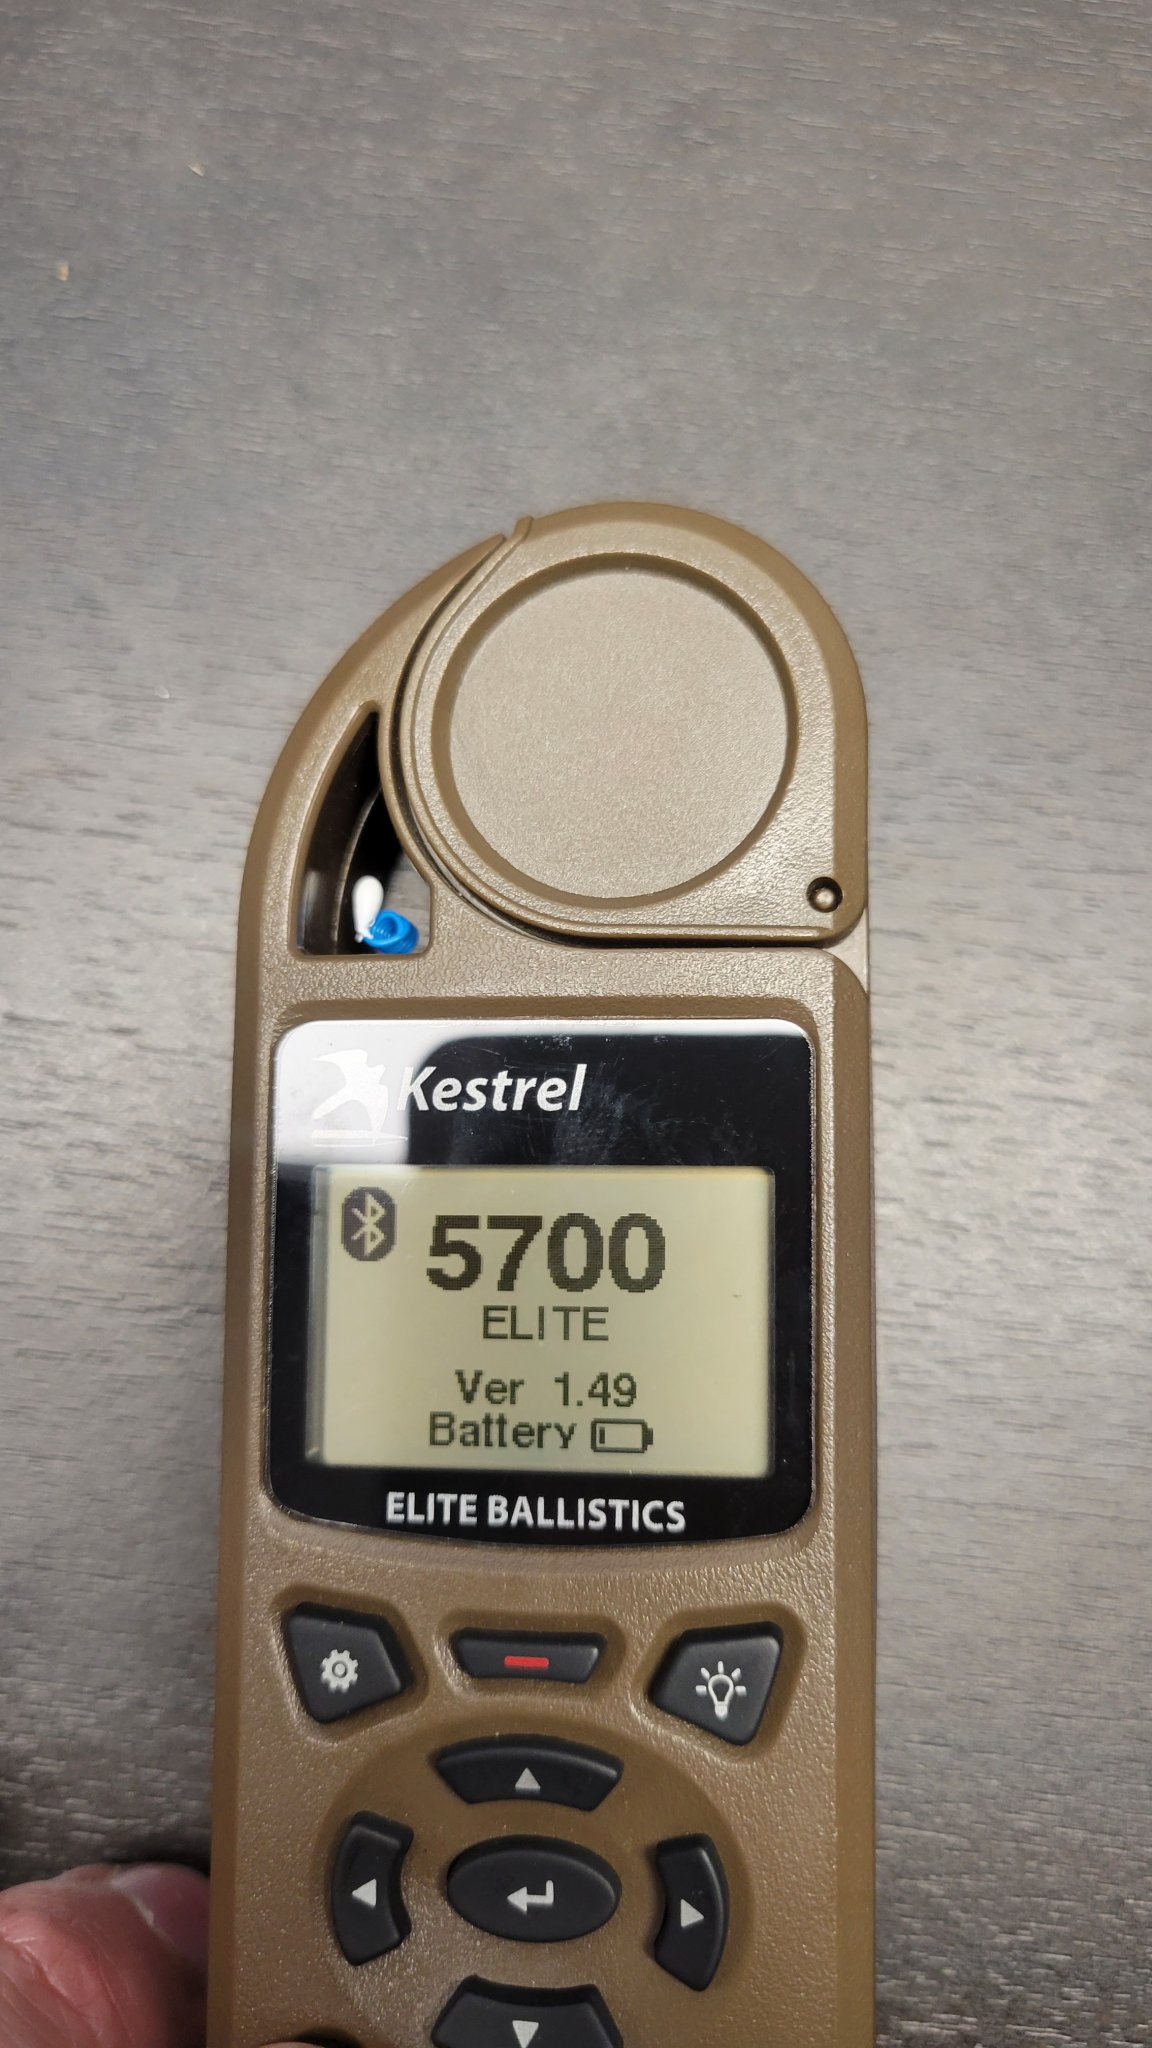 Kestrel
5700
ELITE
Ver 1.49
Battery
ELITE BALLISTICS